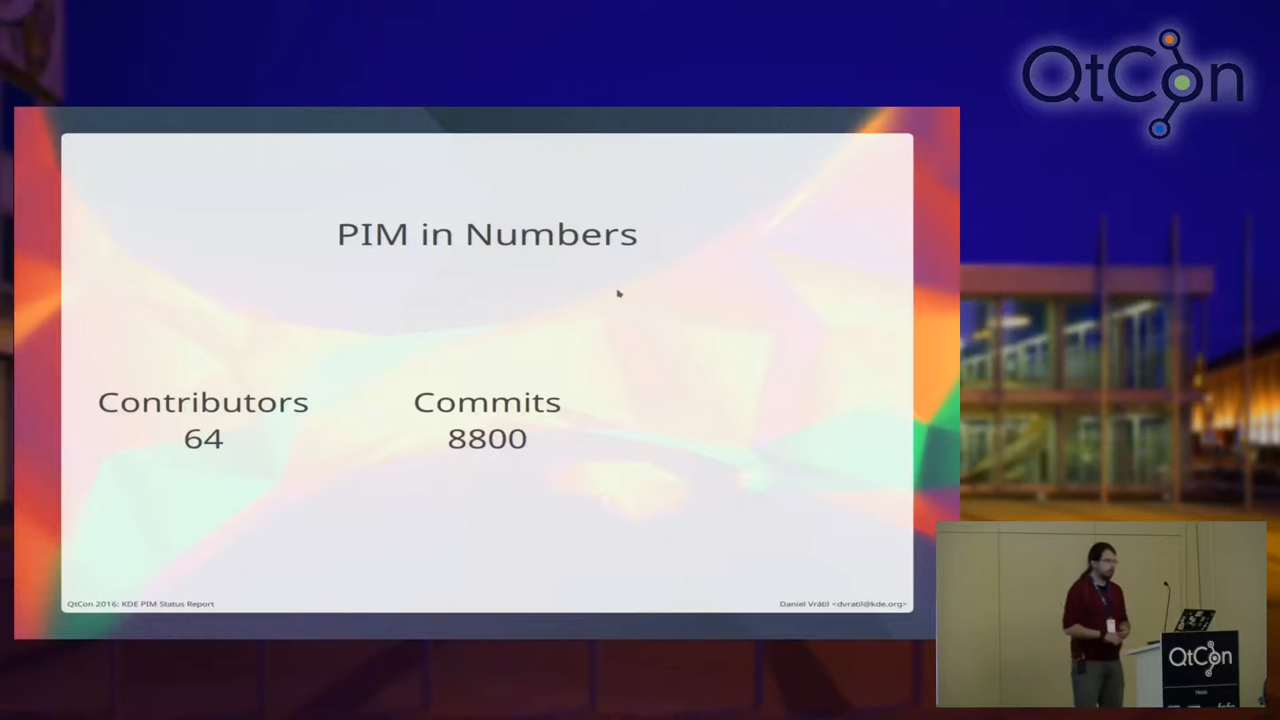 QtCon
PIM in Numbers
Contributors
64
Commits
8800
QtCon 2016: KDE PIM Status Report
Daniel Vrátil <dvratil@kde.org>
QtCon